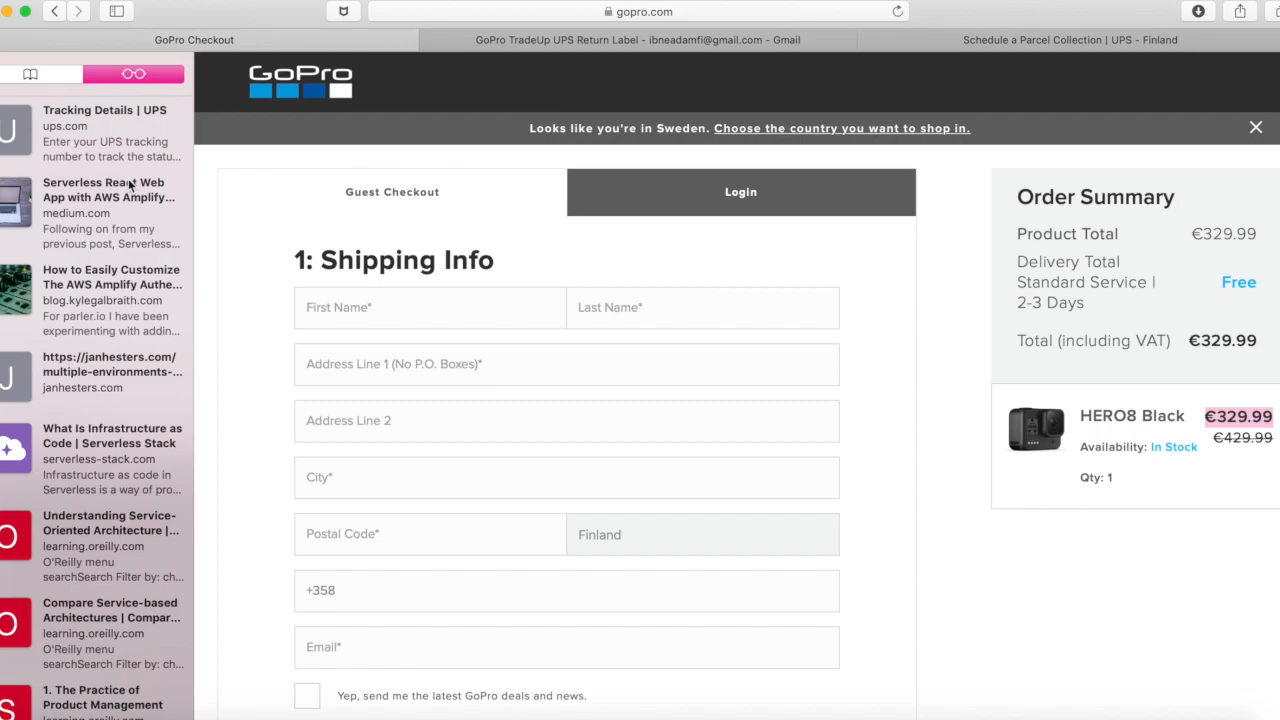 gopro.com
GoPro Checkout
GoPro TradeUp UPS Return Label - ibneadamfi@gmail.com - Gmail
Schedule a Parcel Collection | UPS - Finland
U
Tracking Details | UPS
ups.com
Enter your UPS tracking
number to track the statu...
Serverless React Web
App with AWS Amplify...
medium.com
Following on from my
previous post, Serverless...
How to Easily Customize
The AWS Amplify Authe...
blog.kylegalbraith.com
For parler.io I have been
experimenting with addin...
J
https://janhesters.com/
multiple-environments-...
janhesters.com
What Is Infrastructure as
Code | Serverless Stack
serverless-stack.com
Infrastructure as code in
Serverless is a way of pro...
O
Understanding Service-
Oriented Architecture |...
learning.oreilly.com
O'Reilly menu
searchSearch Filter by: ch...
O
Compare Service-based
Architectures | Compar...
learning.oreilly.com
O'Reilly menu
searchSearch Filter by: ch...
S
1. The Practice of
Product Management
learning.oreilly.com
GoPro
Looks like you're in Sweden. Choose the country you want to shop in.
Guest Checkout
Login
1: Shipping Info
First Name*
Last Name*
Address Line 1 (No P.O. Boxes)*
Address Line 2
City*
Postal Code*
Finland
+358
Email*
Yep, send me the latest GoPro deals and news.
Order Summary
Product Total €329.99
Delivery Total
Standard Service |
2-3 Days
Free
Total (including VAT) €329.99
HERO8 Black €329.99
€429.99
Availability: In Stock
Qty: 1